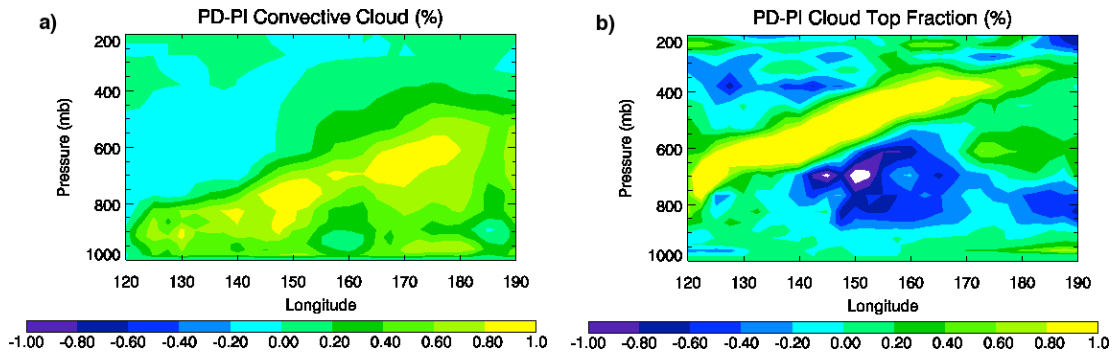 a)
PD-PI Convective Cloud (%)
Pressure (mb)
200
400
600
800
1000
120 130 140 150 160 170 180 190
Longitude
-1.00 -0.80 -0.60 -0.40 -0.20 0.00 0.20 0.40 0.60 0.80 1.0
b)
PD-PI Cloud Top Fraction (%)
Pressure (mb)
200
400
600
800
1000
120 130 140 150 160 170 180 190
Longitude
-1.00 -0.80 -0.60 -0.40 -0.20 0.00 0.20 0.40 0.60 0.80 1.0